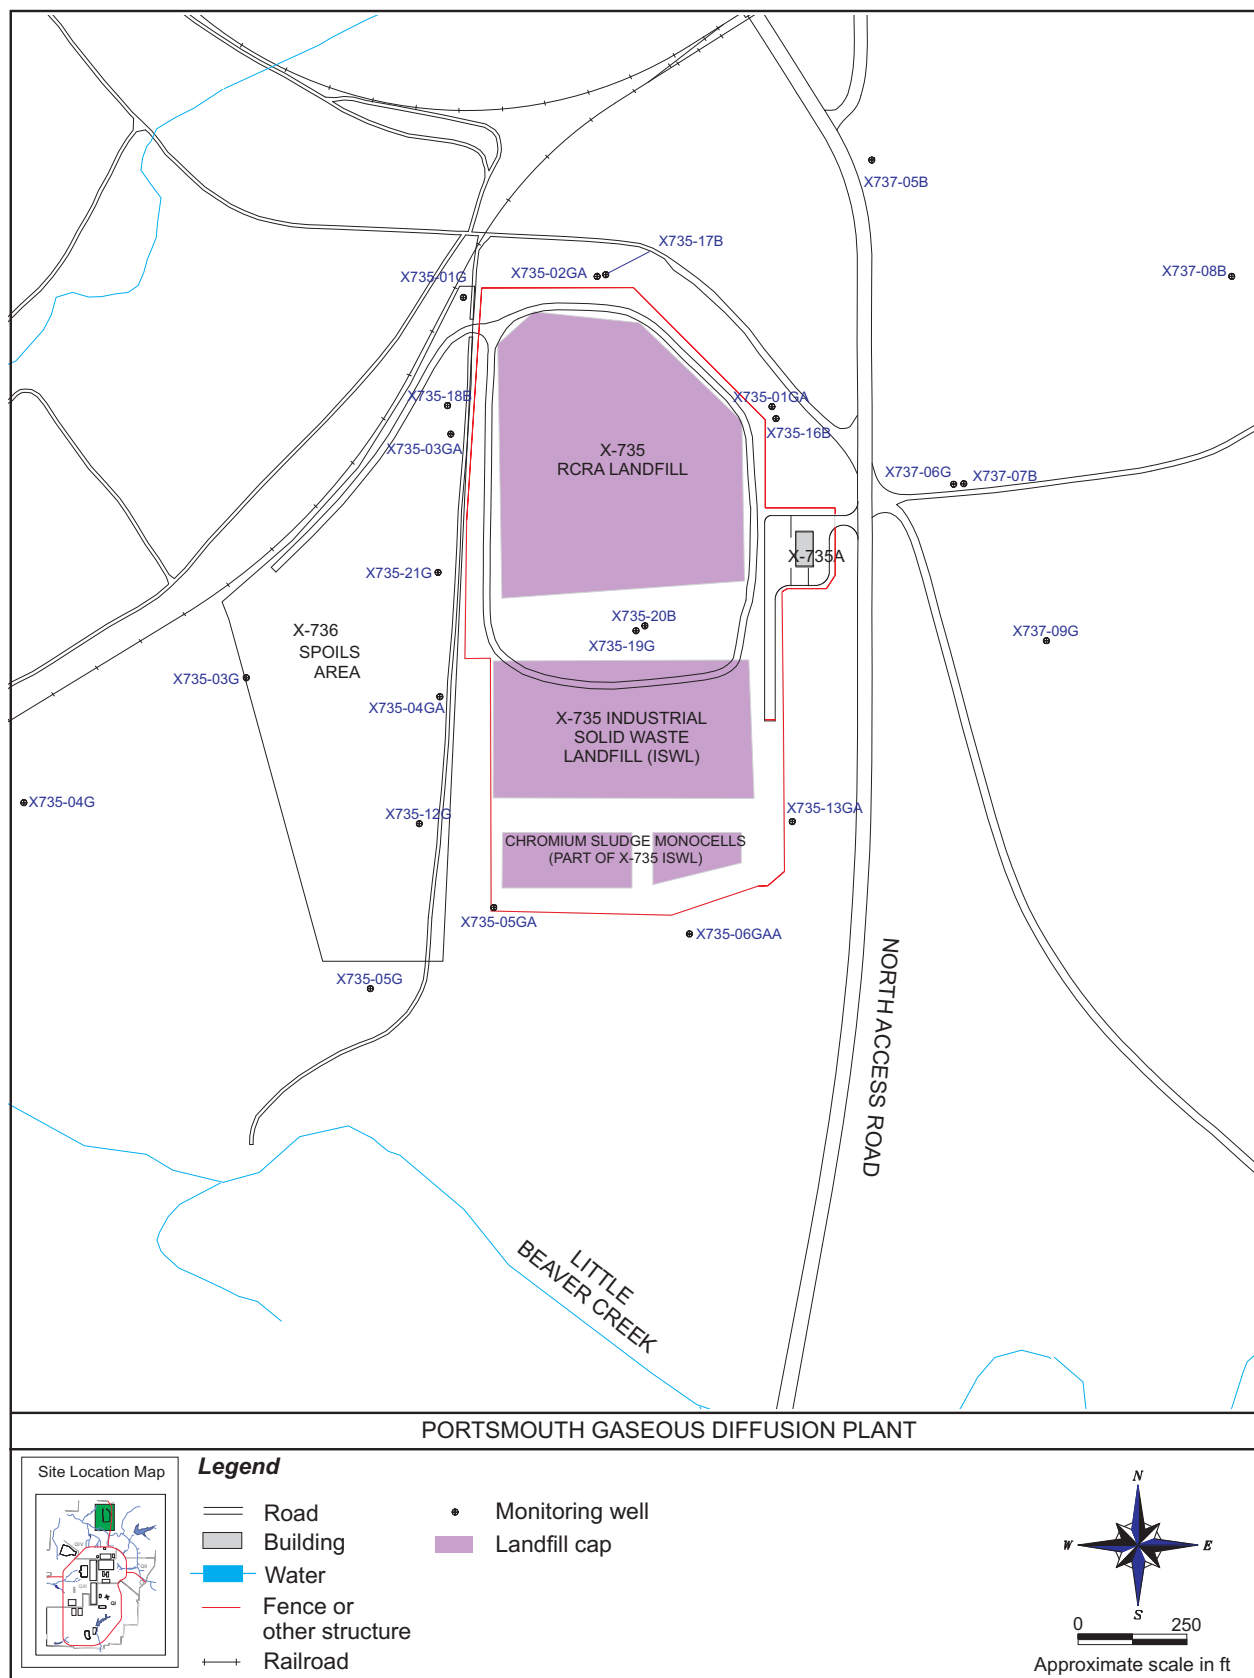 X737-05B
X735-17B
X735-02GA
X735-01G
X737-08B
X735-18B
X735-01GA
X735-16B
X735-03GA
X-735
RCRA LANDFILL
X737-06G
X737-07B
X-735A
X735-21G
X735-20B
X735-19G
X-736
SPOILS
AREA
X737-09G
X735-03G
X735-04GA
X-735 INDUSTRIAL
SOLID WASTE
LANDFILL (ISWL)
X735-04G
X735-12G
X735-13GA
CHROMIUM SLUDGE MONOCELLS
(PART OF X-735 ISWL)
X735-05GA
X735-06GAA
X735-05G
NORTH ACCESS ROAD
LITTLE
BEAVER CREEK
PORTSMOUTH GASEOUS DIFFUSION PLANT
Site Location Map
Legend
Road
Building
Water
Fence or
other structure
Railroad
Monitoring well
Landfill cap
N
W
E
S
0
250
Approximate scale in ft